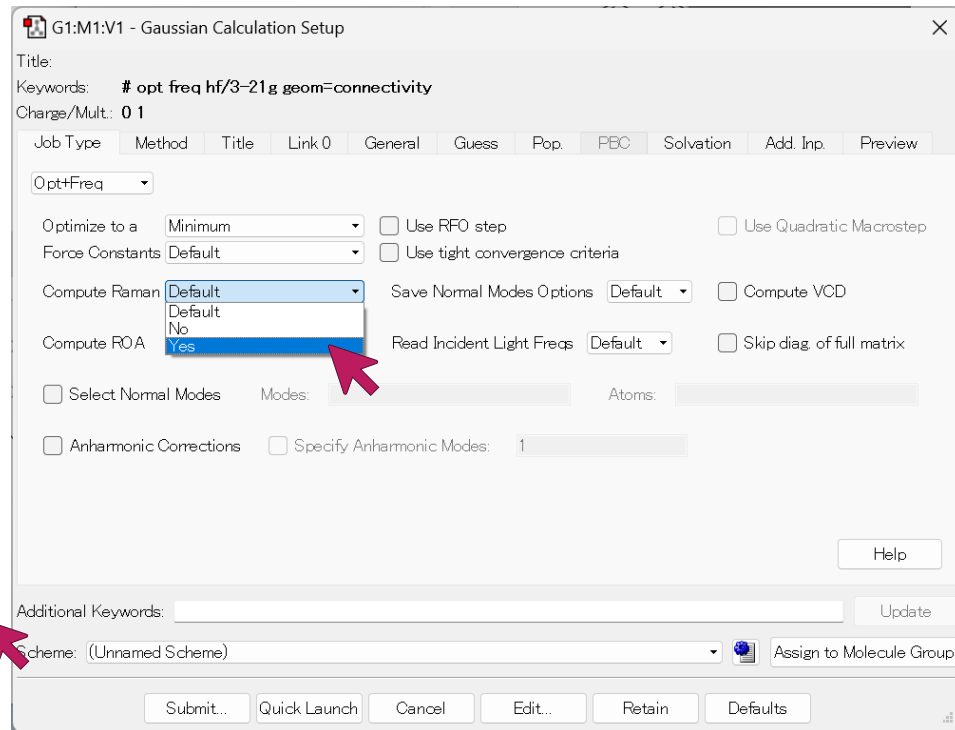 G1:M1:V1 - Gaussian Calculation Setup
Title:
Keywords: # opt freq hf/3-21g geom=connectivity
Charge/Mult.: 0 1
Job Type Method Title Link 0 General Guess Pop. PBC Solvation Add. Inp. Preview
Opt+Freq
Optimize to a Minimum Use RFO step Use Quadratic Macrostep
Force Constants Default Use tight convergence criteria
Compute Raman Default Save Normal Modes Options Default Compute VCD
Default
No
Compute ROA Yes Read Incident Light Freqs Default Skip diag. of full matrix
Select Normal Modes Modes: Atoms:
Anharmonic Corrections Specify Anharmonic Modes: 1
Help
Additional Keywords: Update
Scheme: (Unnamed Scheme) Assign to Molecule Group
Submit... Quick Launch Cancel Edit... Retain Defaults